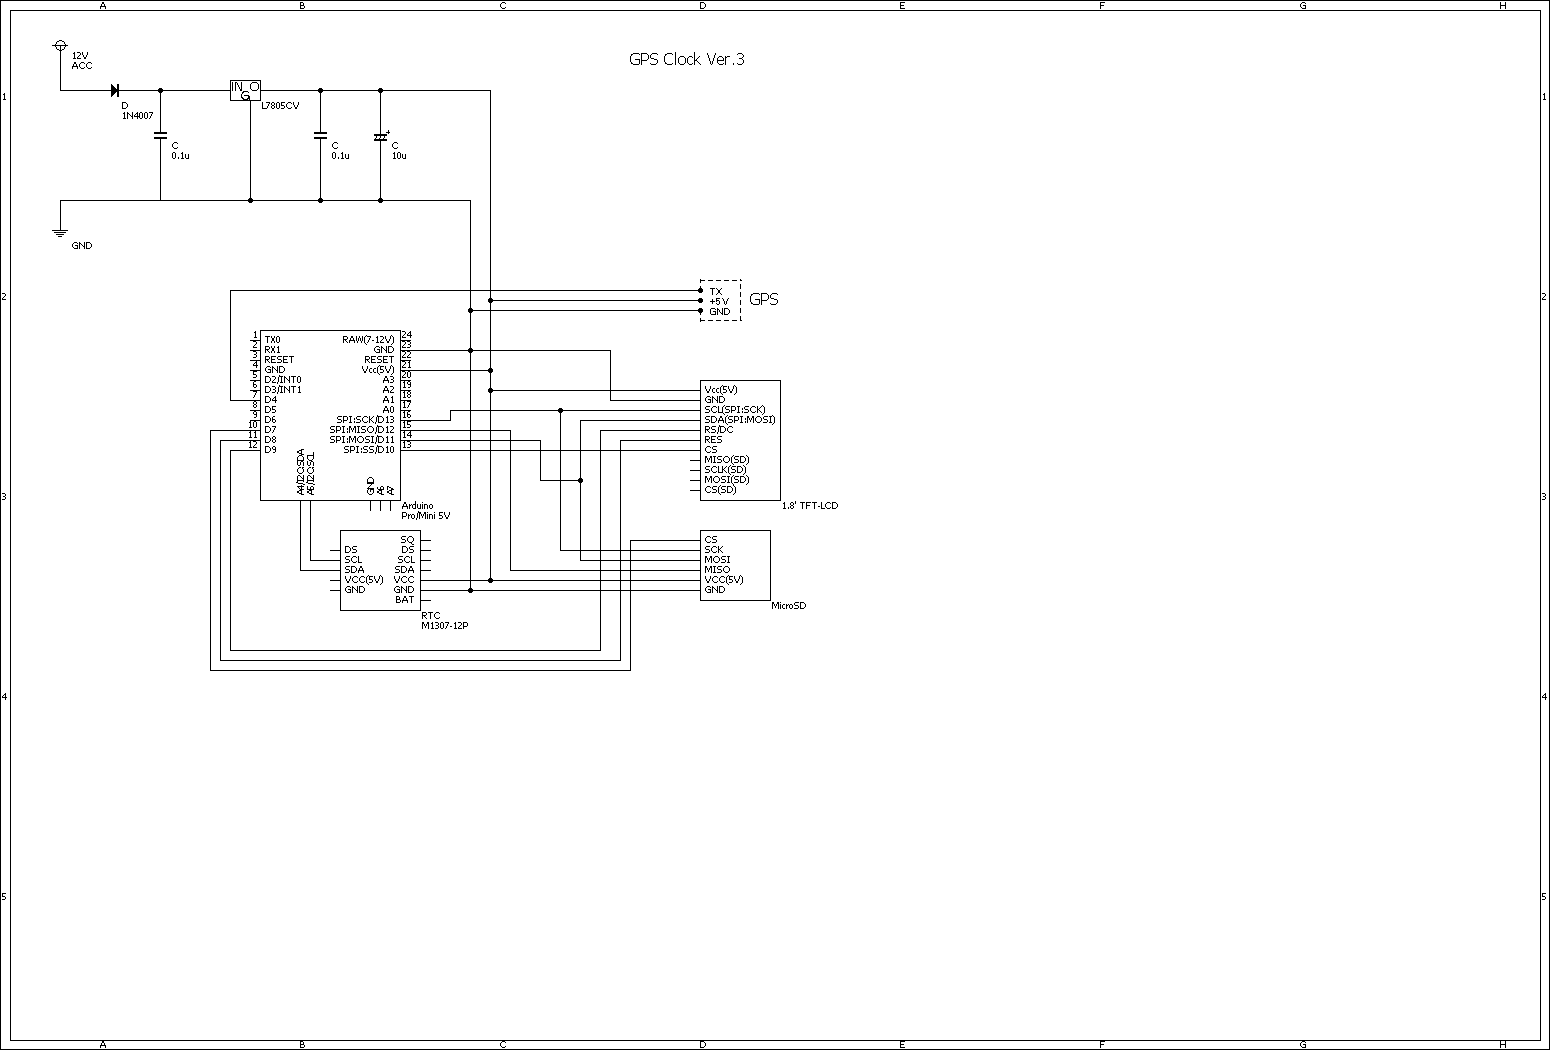 A B C D E F G H
GPS Clock Ver.3
12V
ACC
IN O
G
L7805CV
D
1N4007
1 1
C
0.1u
C
0.1u
+
C
10u
GND
2 2
TX
+5V
GND
GPS
1 TX0
2 RX1
3 RESET
4 GND
5 D2/INT0
6 D3/INT1
7 D4
8 D5
9 D6
10 D7
11 D8
12 D9
RAW(7-12V) 24
GND 23
RESET 22
Vcc(5V) 21
A3 20
A2 19
A1 18
A0 17
SPI:SCK/D13 16
SPI:MISO/D12 15
SPI:MOSI/D11 14
SPI:SS/D10 13
A4/I2C:SDA
A5/I2C:SCL
GND
A6
A7
Arduino
Pro/Mini 5V
Vcc(5V)
GND
SCL(SPI:SCK)
SDA(SPI:MOSI)
RS/DC
RES
CS
MISO(SD)
SCLK(SD)
MOSI(SD)
CS(SD)
1.8' TFT-LCD
3 3
SQ
DS DS
SCL SCL
SDA SDA
VCC(5V) VCC
GND GND
BAT
RTC
M1307-12P
CS
SCK
MOSI
MISO
VCC(5V)
GND
MicroSD
4 4
5 5
A B C D E F G H